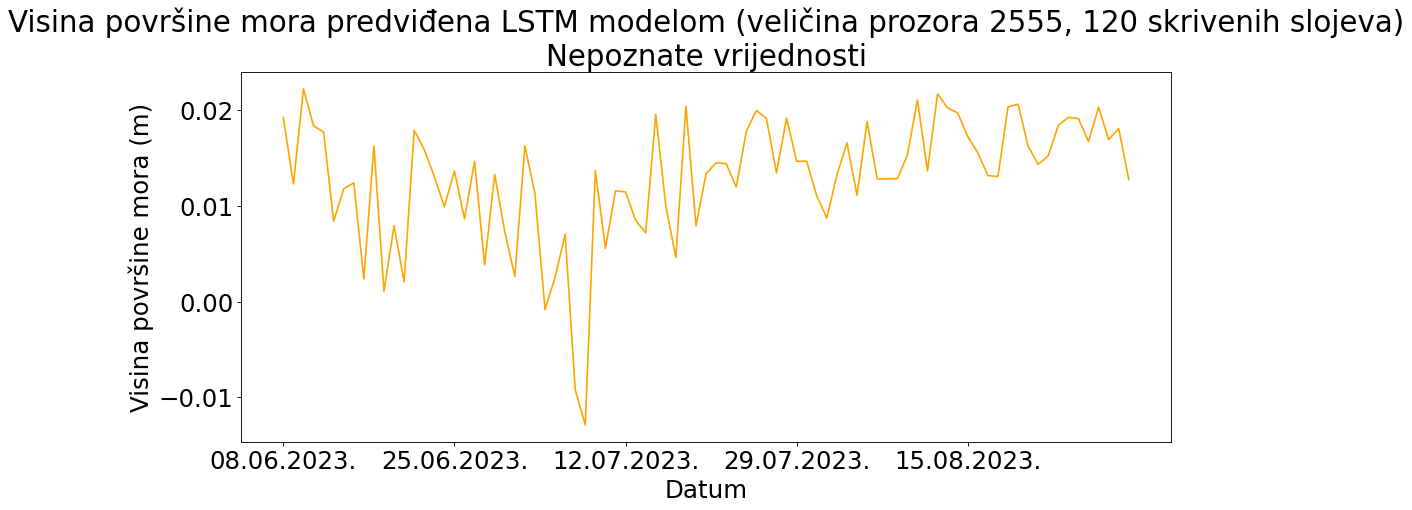 Visina površine mora predviđena LSTM modelom (veličina prozora 2555, 120 skrivenih slojeva)
Nepoznate vrijednosti
Visina površine mora (m)
0.02
0.01
0.00
−0.01
08.06.2023. 25.06.2023. 12.07.2023. 29.07.2023. 15.08.2023.
Datum